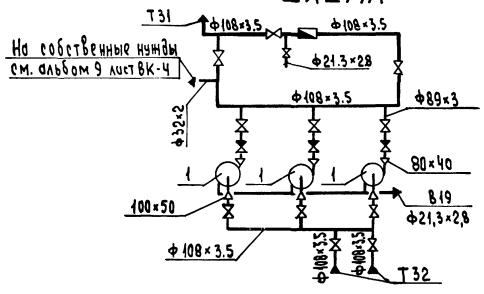 Т31
ф108×3.5
ф108×3.5
На собственные нужды
см. альбом 9 лист ВК-4
ф21.3×28
ф32×2
ф108×3.5
ф89×3
1
1
1
80×40
100×50
В19
ф21,3×2,8
ф108×3.5
ф108×3.5
ф108×3.5
Т32